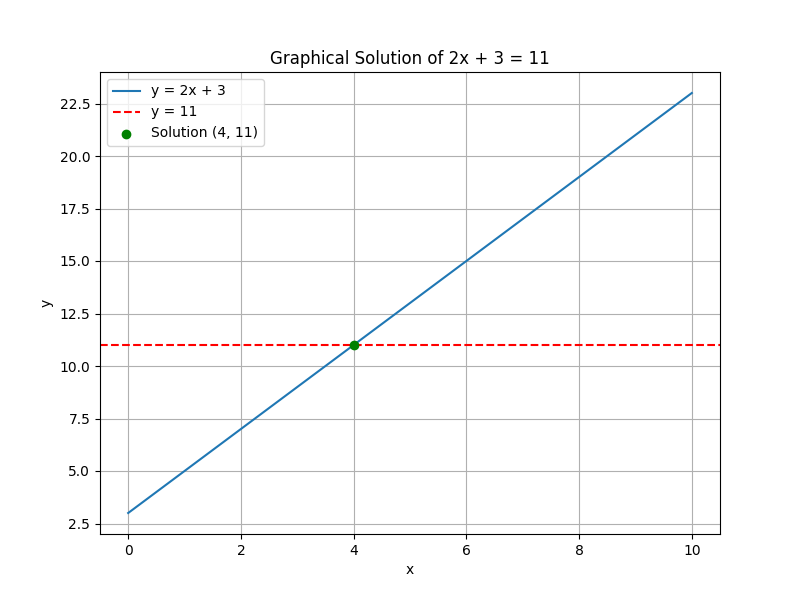 Graphical Solution of 2x + 3 = 11
y = 2x + 3
y = 11
Solution (4, 11)
22.5
20.0
17.5
15.0
12.5
10.0
7.5
5.0
2.5
y
0 2 4 6 8 10
x